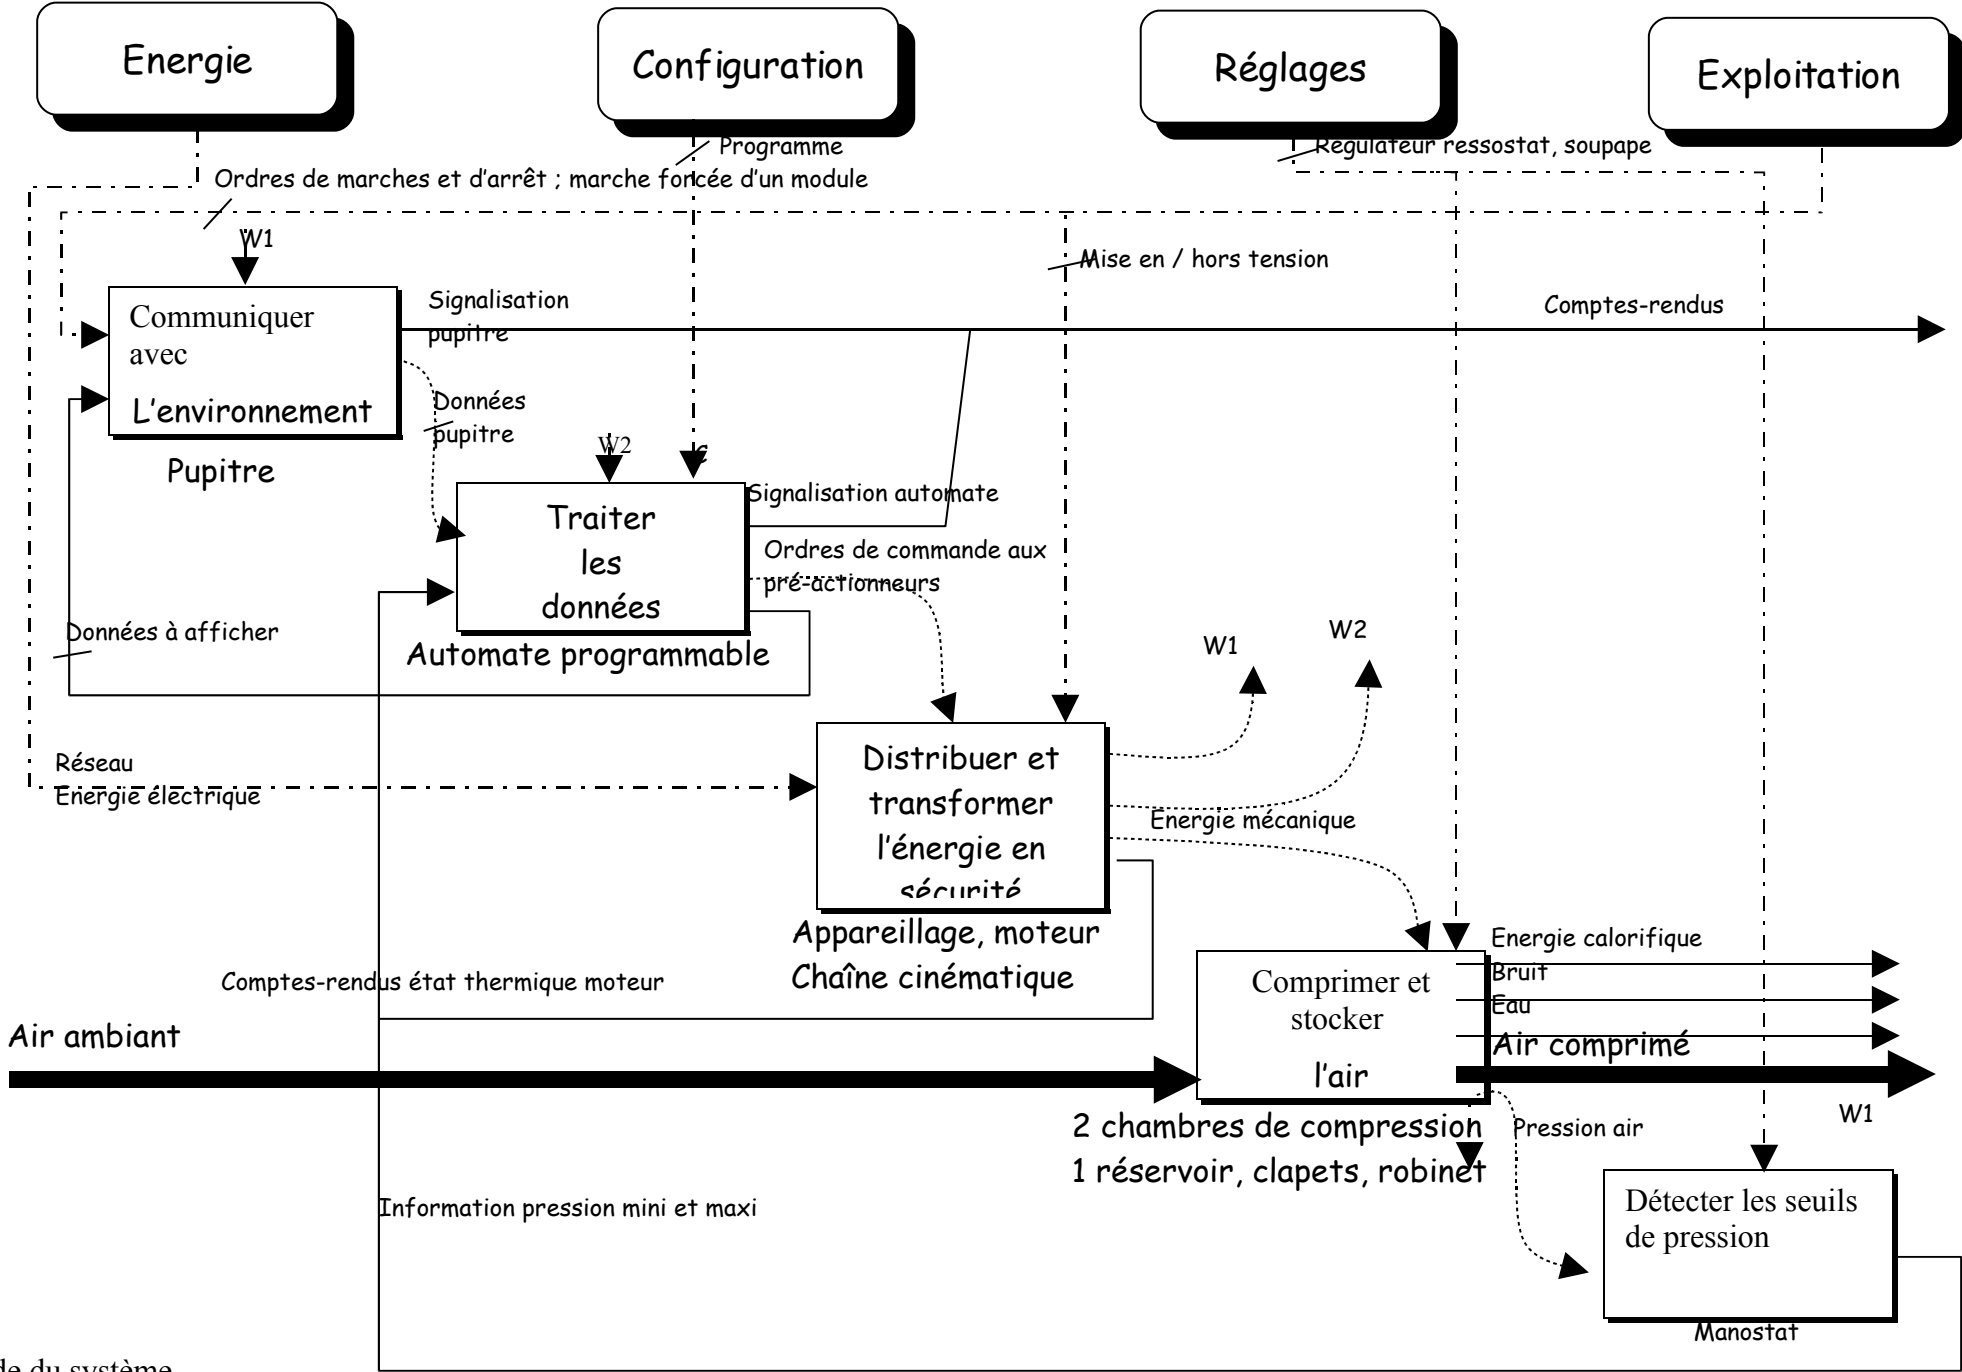 Energie
Configuration
Réglages
Exploitation
Programme
Regulateur ressostat, soupape
Ordres de marches et d'arrêt ; marche forcée d'un module
W1
Mise en / hors tension
Communiquer
avec
L'environnement
Pupitre
Signalisation
pupitre
Comptes-rendus
Données
pupitre
W2
Traiter
les
données
Automate programmable
Signalisation automate
Ordres de commande aux
pré-actionneurs
Données à afficher
W1
W2
Réseau
Energie électrique
Distribuer et
transformer
l'énergie en
sécurité
Appareillage, moteur
Chaîne cinématique
Energie mécanique
Comptes-rendus état thermique moteur
Air ambiant
Comprimer et
stocker
l'air
Energie calorifique
Bruit
Eau
Air comprimé
W1
2 chambres de compression
1 réservoir, clapets, robinet
Pression air
Information pression mini et maxi
Détecter les seuils
de pression
Manostat
de du système